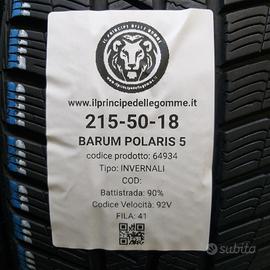 IL PRINCIPE DELLE GOMME
www.ilprincipedellegomme.it
215-50-18
BARUM POLARIS 5
codice prodotto: 64934
Tipo: INVERNALI
COD:
Battistrada: 90%
Codice Velocità: 92V
FILA: 41
subito